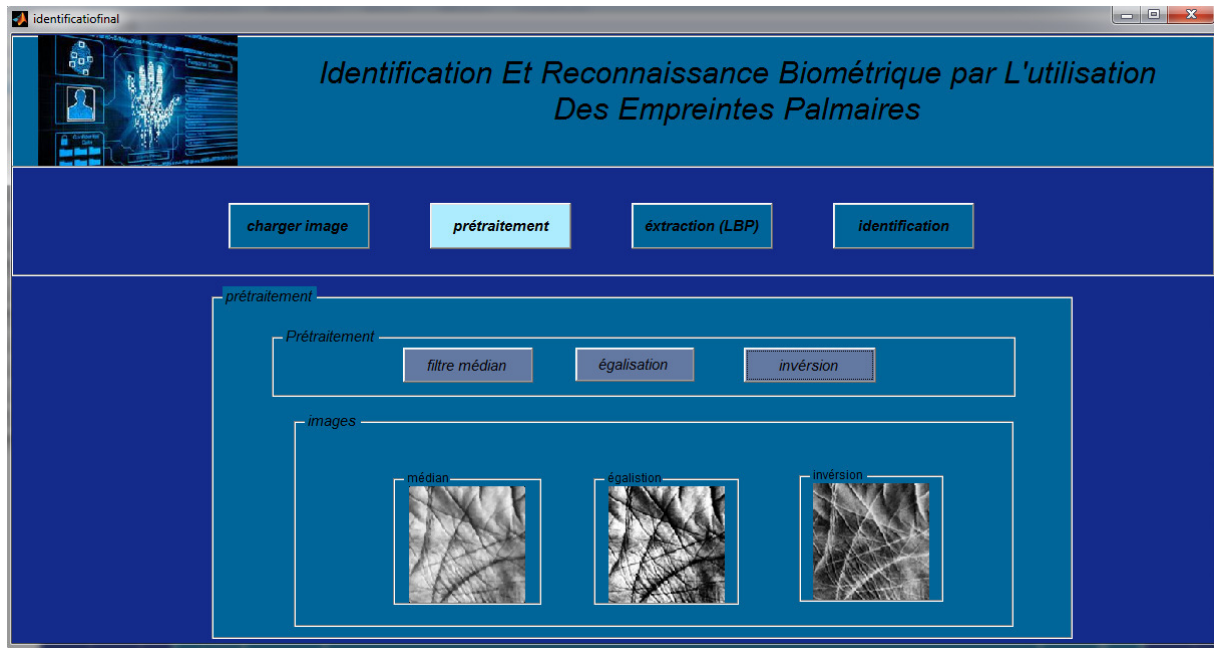 identificatiofinal
Identification Et Reconnaissance Biométrique par L'utilisation
Des Empreintes Palmaires
charger image
prétraitement
éxtraction (LBP)
identification
prétraitement
Prétraitement
filtre médian
égalisation
invérsion
images
médian
égalistion
invérsion